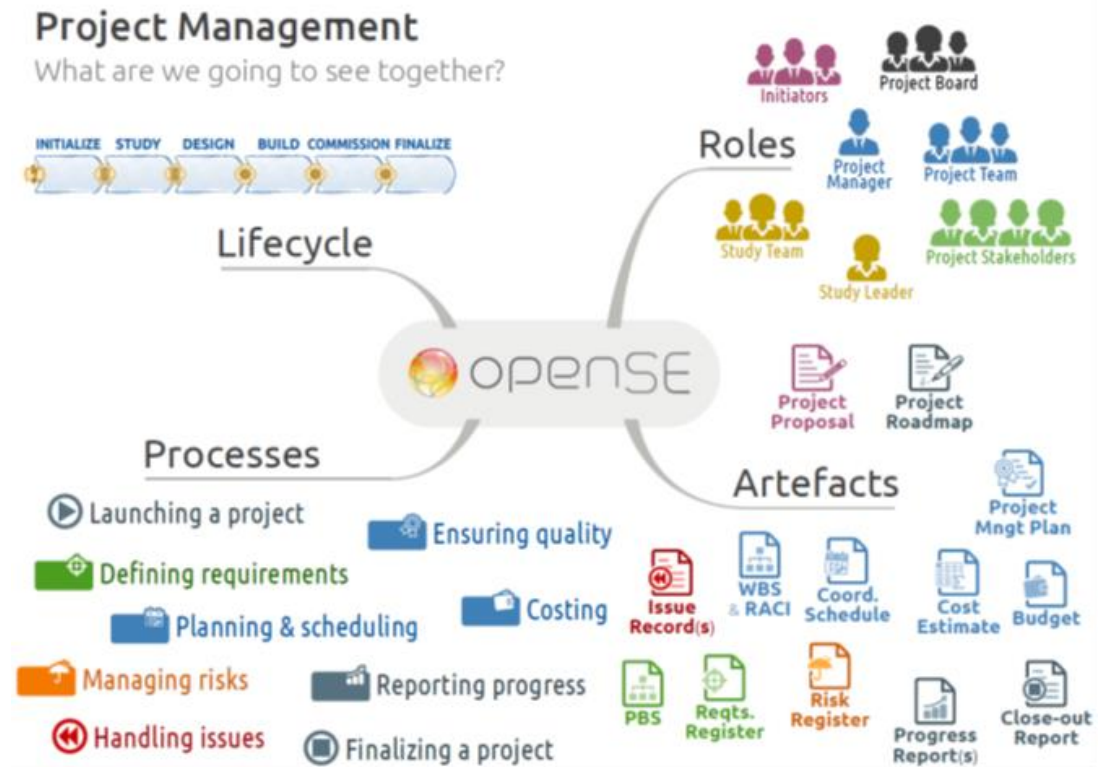 Project Management
What are we going to see together?
INITIALIZE STUDY DESIGN BUILD COMMISSION FINALIZE
Lifecycle
Roles
Initiators
Project Board
Project
Manager
Project Team
Study Team
Project Stakeholders
Study Leader
openSE
Processes
Launching a project
Ensuring quality
Defining requirements
Costing
Planning & scheduling
Managing risks
Reporting progress
Handling issues
Finalizing a project
Artefacts
Project
Proposal
Project
Roadmap
Project
Mngt Plan
Issue
Record(s)
WBS
& RACI
Coord.
Schedule
Cost
Estimate
Budget
PBS
Reqts.
Register
Risk
Register
Progress
Report(s)
Close-out
Report